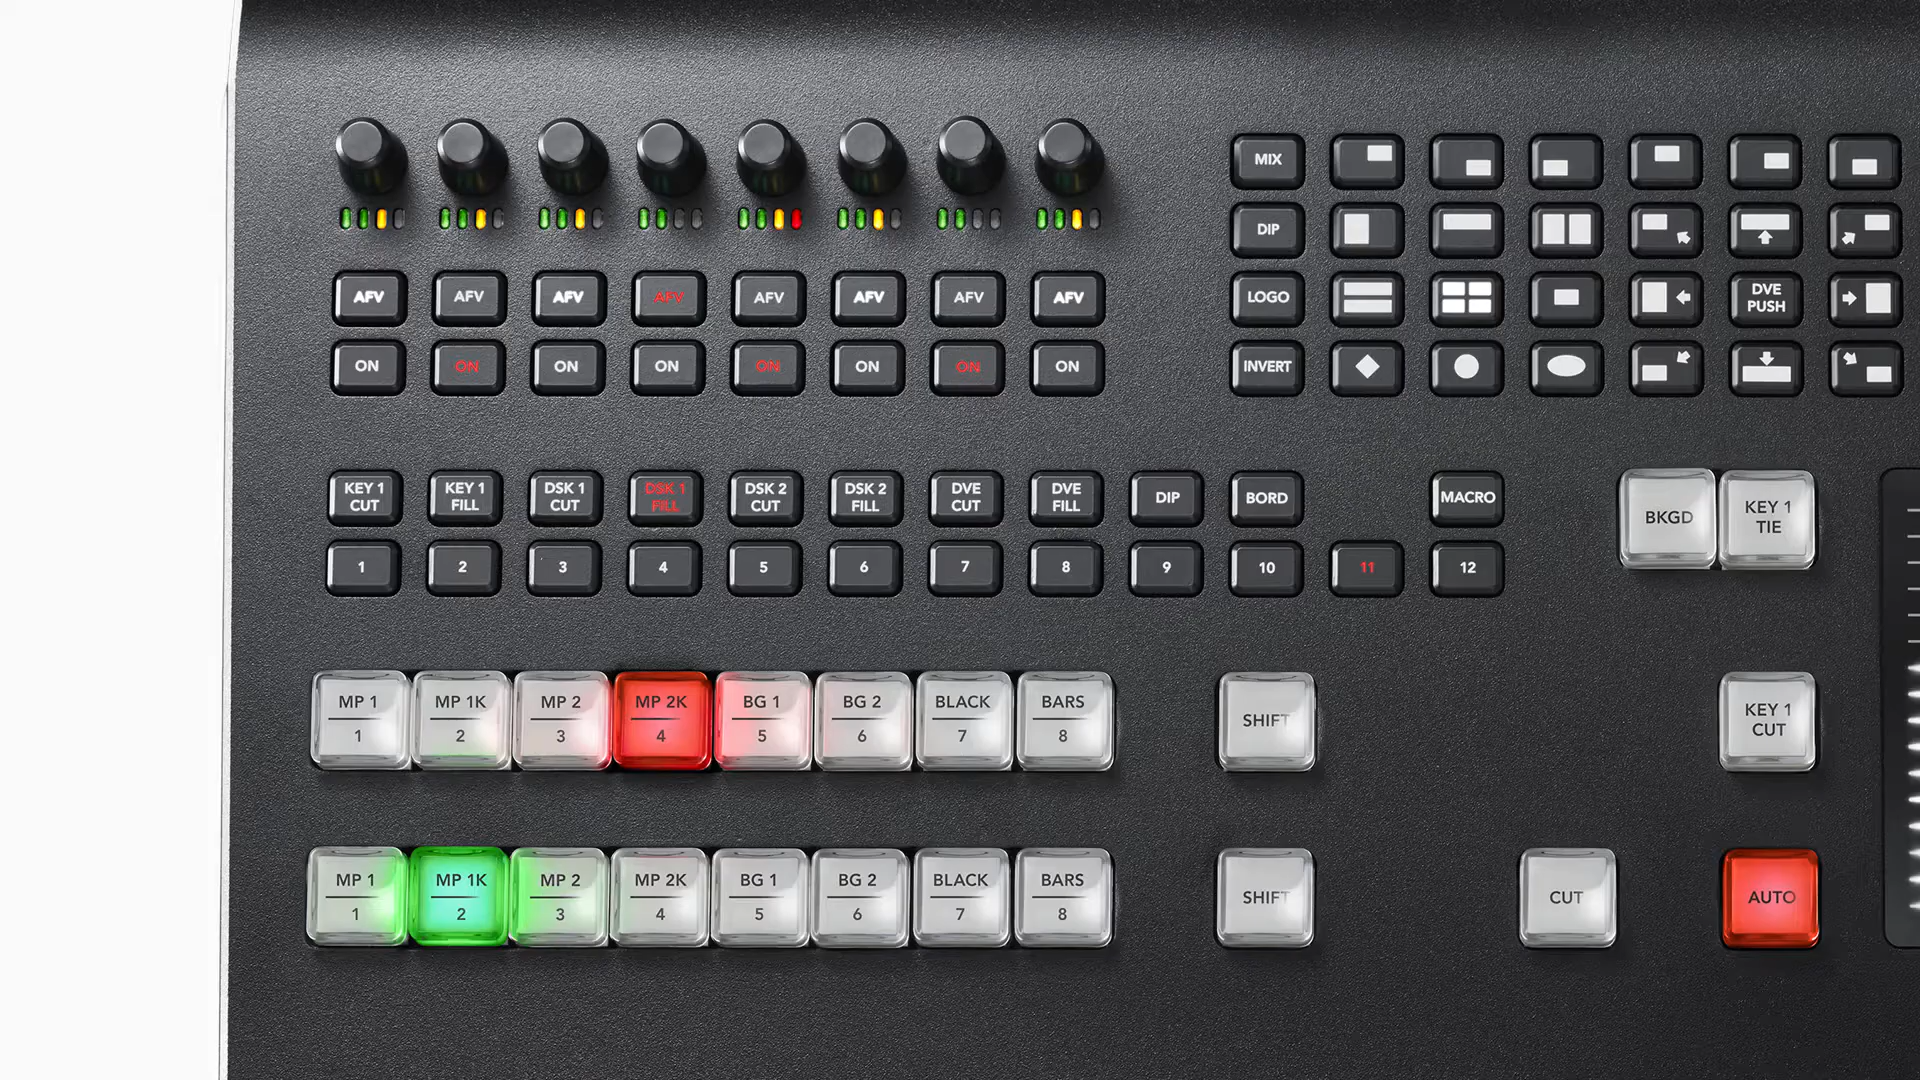 MIX
DIP
AFV AFV AFV AFV AFV AFV AFV AFV
LOGO
DVE
PUSH
ON ON ON ON ON ON ON ON
INVERT
KEY 1
CUT
KEY 1
FILL
DSK 1
CUT
DSK 1
FILL
DSK 2
CUT
DSK 2
FILL
DVE
CUT
DVE
FILL
DIP
BORD
MACRO
BKGD
KEY 1
TIE
1 2 3 4 5 6 7 8 9 10 11 12
MP 1 MP 1K MP 2 MP 2K BG 1 BG 2 BLACK BARS
1 2 3 4 5 6 7 8
SHIFT
KEY 1
CUT
MP 1 MP 1K MP 2 MP 2K BG 1 BG 2 BLACK BARS
1 2 3 4 5 6 7 8
SHIFT
CUT
AUTO